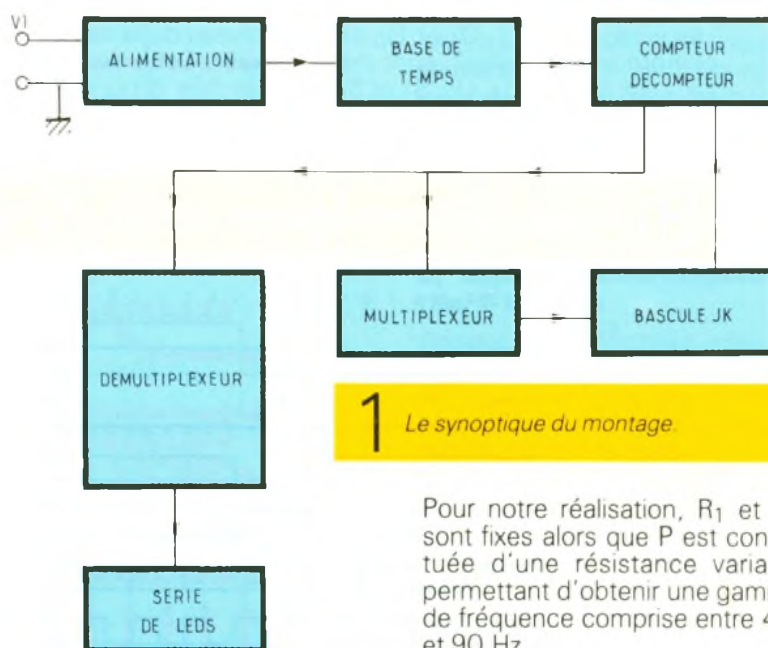 V1
ALIMENTATION
BASE DE
TEMPS
COMPTEUR
DECOMPTEUR
DEMULTIPLEXEUR
MULTIPLEXEUR
BASCULE JK
SERIE
DE LEDS
1 Le synoptique du montage.
Pour notre réalisation, R1 et
sont fixes alors que P est con
tuée d'une résistance varia
permettant d'obtenir une gam
de fréquence comprise entre 4
et 90 Hz